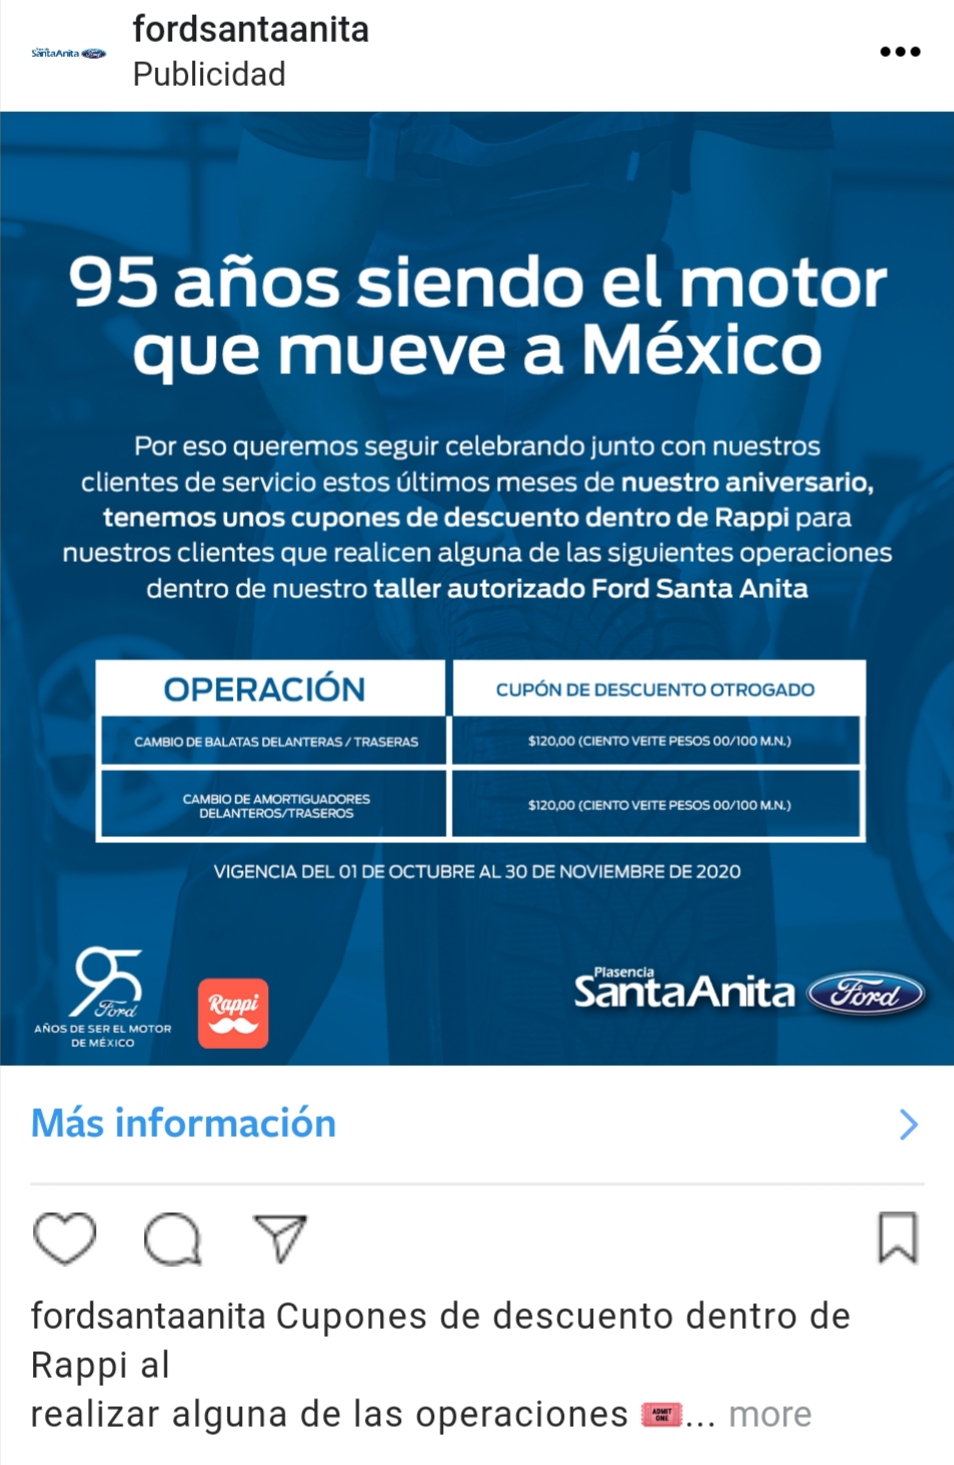 SantaAnita Ford
fordsantaanita
Publicidad
95 años siendo el motor
que mueve a México
Por eso queremos seguir celebrando junto con nuestros
clientes de servicio estos últimos meses de nuestro aniversario,
tenemos unos cupones de descuento dentro de Rappi para
nuestros clientes que realicen alguna de las siguientes operaciones
dentro de nuestro taller autorizado Ford Santa Anita
OPERACIÓN
CUPÓN DE DESCUENTO OTROGADO
CAMBIO DE BALATAS DELANTERAS / TRASERAS
$120,00 (CIENTO VEITE PESOS 00/100 M.N.)
CAMBIO DE AMORTIGUADORES
DELANTEROS/TRASEROS
$120,00 (CIENTO VEITE PESOS 00/100 M.N.)
VIGENCIA DEL 01 DE OCTUBRE AL 30 DE NOVIEMBRE DE 2020
95
Ford
AÑOS DE SER EL MOTOR
DE MÉXICO
Rappi
Plasencia
SantaAnita Ford
Más información
fordsantaanita Cupones de descuento dentro de
Rappi al
realizar alguna de las operaciones 🎟️... more